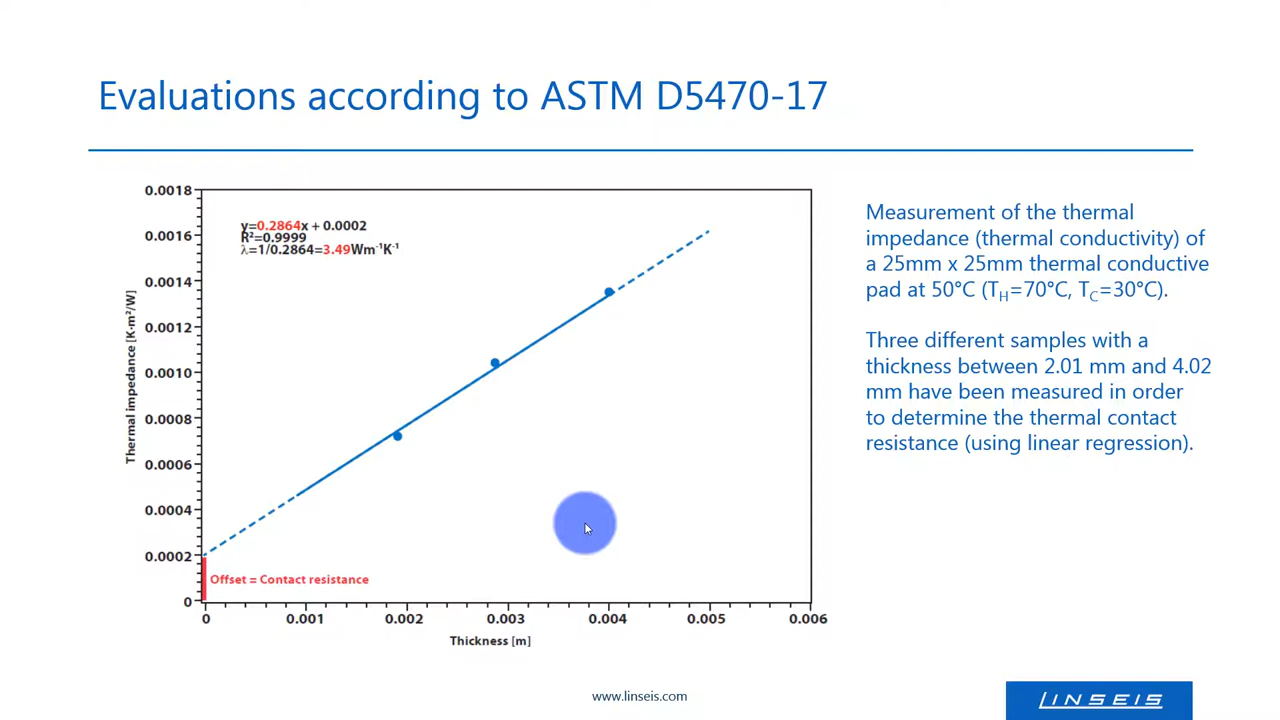 Evaluations according to ASTM D5470-17
0.0018
0.0016
0.0014
0.0012
0.0010
0.0008
0.0006
0.0004
0.0002
0
Thermal impedance [K·m²/W]
y=0.2864x + 0.0002
R²=0.9999
λ=1/0.2864=3.49Wm⁻¹K⁻¹
Offset = Contact resistance
0 0.001 0.002 0.003 0.004 0.005 0.006
Thickness [m]
Measurement of the thermal
impedance (thermal conductivity) of
a 25mm x 25mm thermal conductive
pad at 50°C (TH=70°C, TC=30°C).
Three different samples with a
thickness between 2.01 mm and 4.02
mm have been measured in order
to determine the thermal contact
resistance (using linear regression).
www.linseis.com
LINSEIS